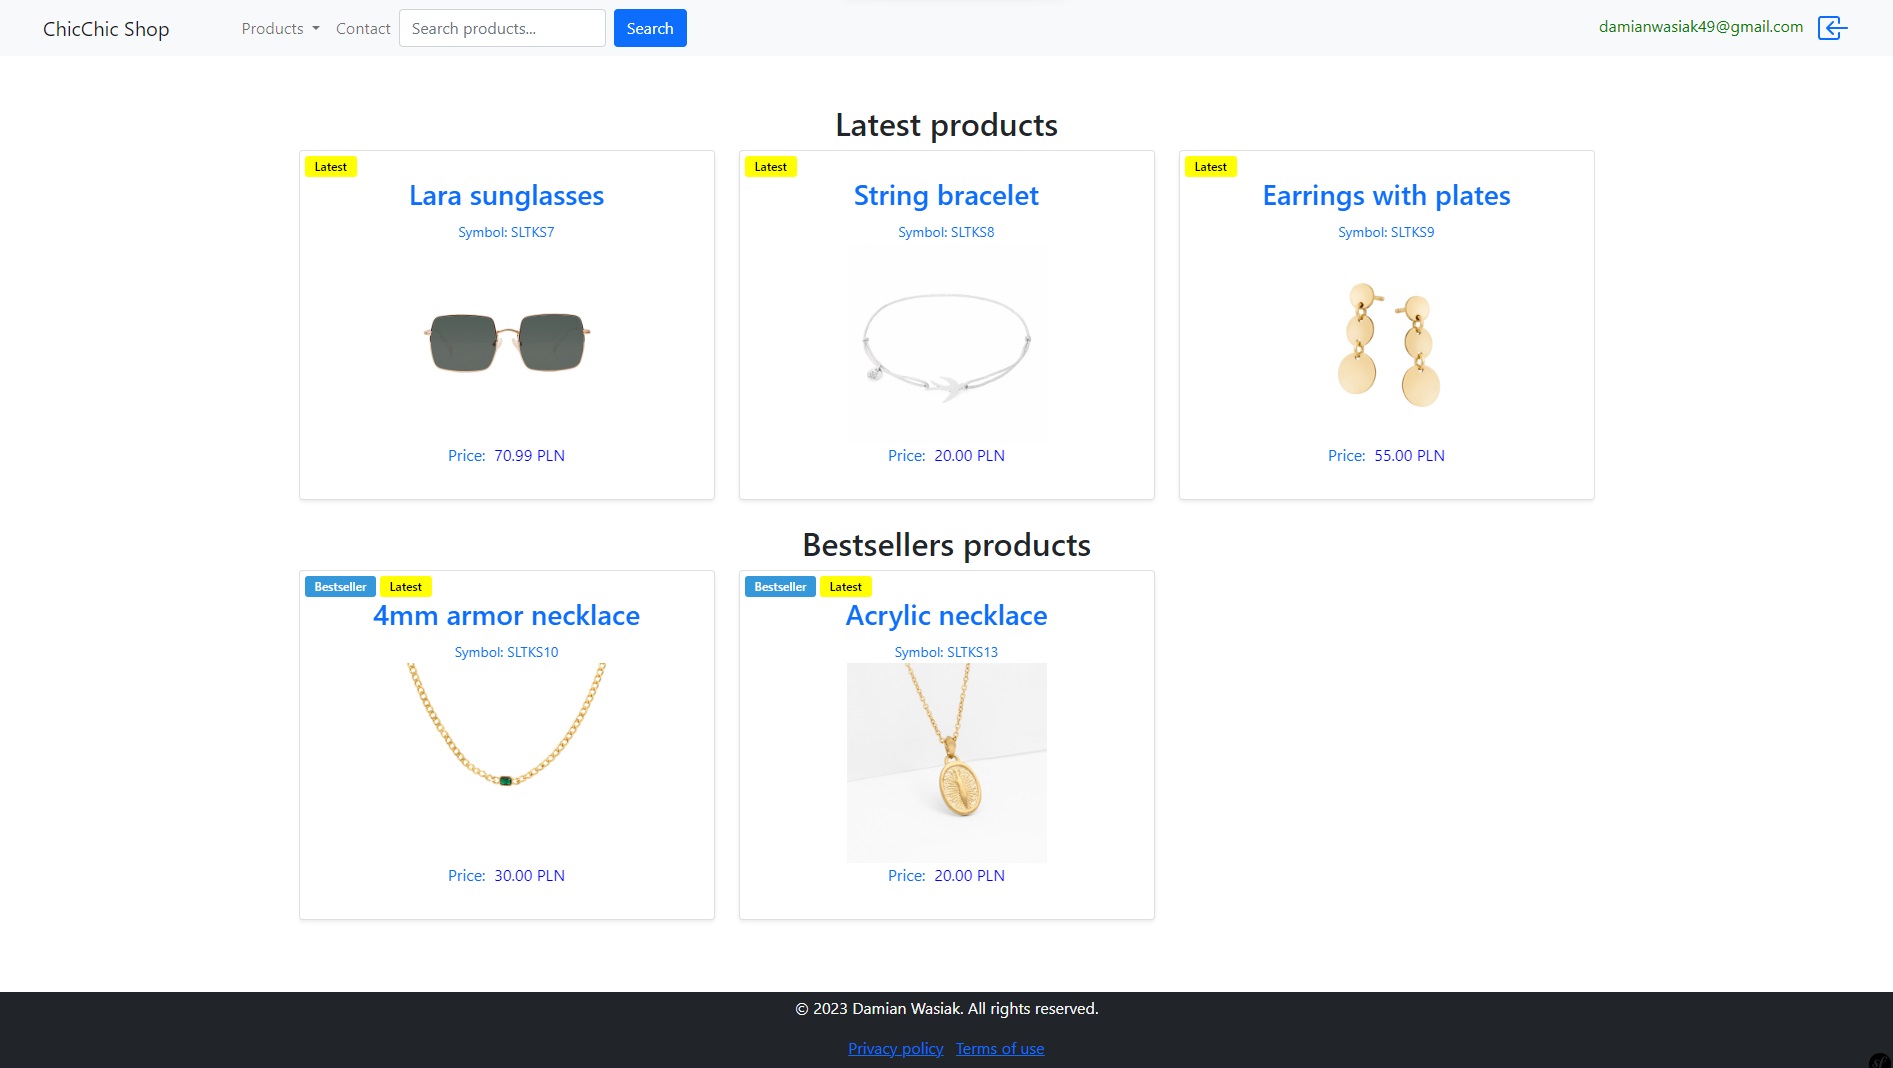 ChicChic Shop Products Contact Search products... Search damianwasiak49@gmail.com
Latest products
Latest
Lara sunglasses
Symbol: SLTKS7
Price: 70.99 PLN
Latest
String bracelet
Symbol: SLTKS8
Price: 20.00 PLN
Latest
Earrings with plates
Symbol: SLTKS9
Price: 55.00 PLN
Bestsellers products
Bestseller Latest
4mm armor necklace
Symbol: SLTKS10
Price: 30.00 PLN
Bestseller Latest
Acrylic necklace
Symbol: SLTKS13
Price: 20.00 PLN
© 2023 Damian Wasiak. All rights reserved.
Privacy policy Terms of use
sf